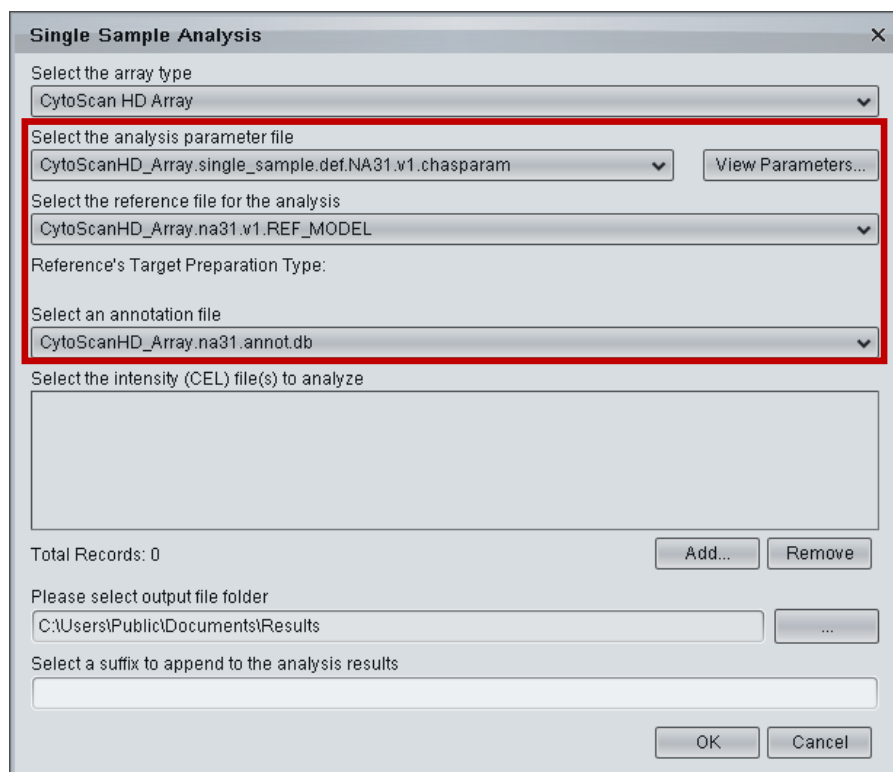 Single Sample Analysis
Select the array type
CytoScan HD Array
Select the analysis parameter file
CytoScanHD_Array.single_sample.def.NA31.v1.chasparam
View Parameters...
Select the reference file for the analysis
CytoScanHD_Array.na31.v1.REF_MODEL
Reference's Target Preparation Type:
Select an annotation file
CytoScanHD_Array.na31.annot.db
Select the intensity (CEL) file(s) to analyze
Total Records: 0
Add...
Remove
Please select output file folder
C:\Users\Public\Documents\Results
...
Select a suffix to append to the analysis results
OK
Cancel